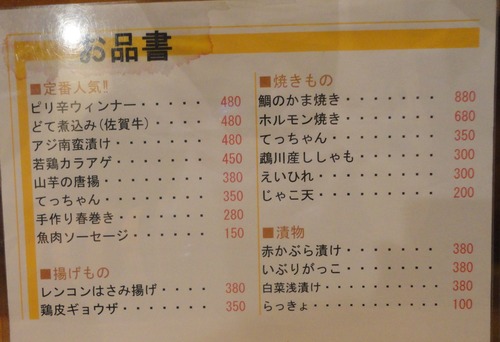 お品書
■定番人気!!
ピリ辛ウィンナー・・・・・480
どて煮込み(佐賀牛)・・・・480
アジ南蛮漬け・・・・・・・480
若鶏カラアゲ・・・・・・・450
山芋の唐揚・・・・・・・・380
てっちゃん・・・・・・・・350
手作り春巻き・・・・・・・280
魚肉ソーセージ・・・・・・150
■揚げもの
レンコンはさみ揚げ・・・・380
鶏皮ギョウザ・・・・・・・350
■焼きもの
鯛のかま焼き・・・・・・・880
ホルモン焼き・・・・・・・680
てっちゃん・・・・・・・・350
鵡川産ししゃも・・・・・・300
えいひれ・・・・・・・・・300
じゃこ天・・・・・・・・・200
■漬物
赤かぶら漬け・・・・・・・380
いぶりがっこ・・・・・・・380
白菜浅漬け・・・・・・・・380
らっきょ・・・・・・・・・100